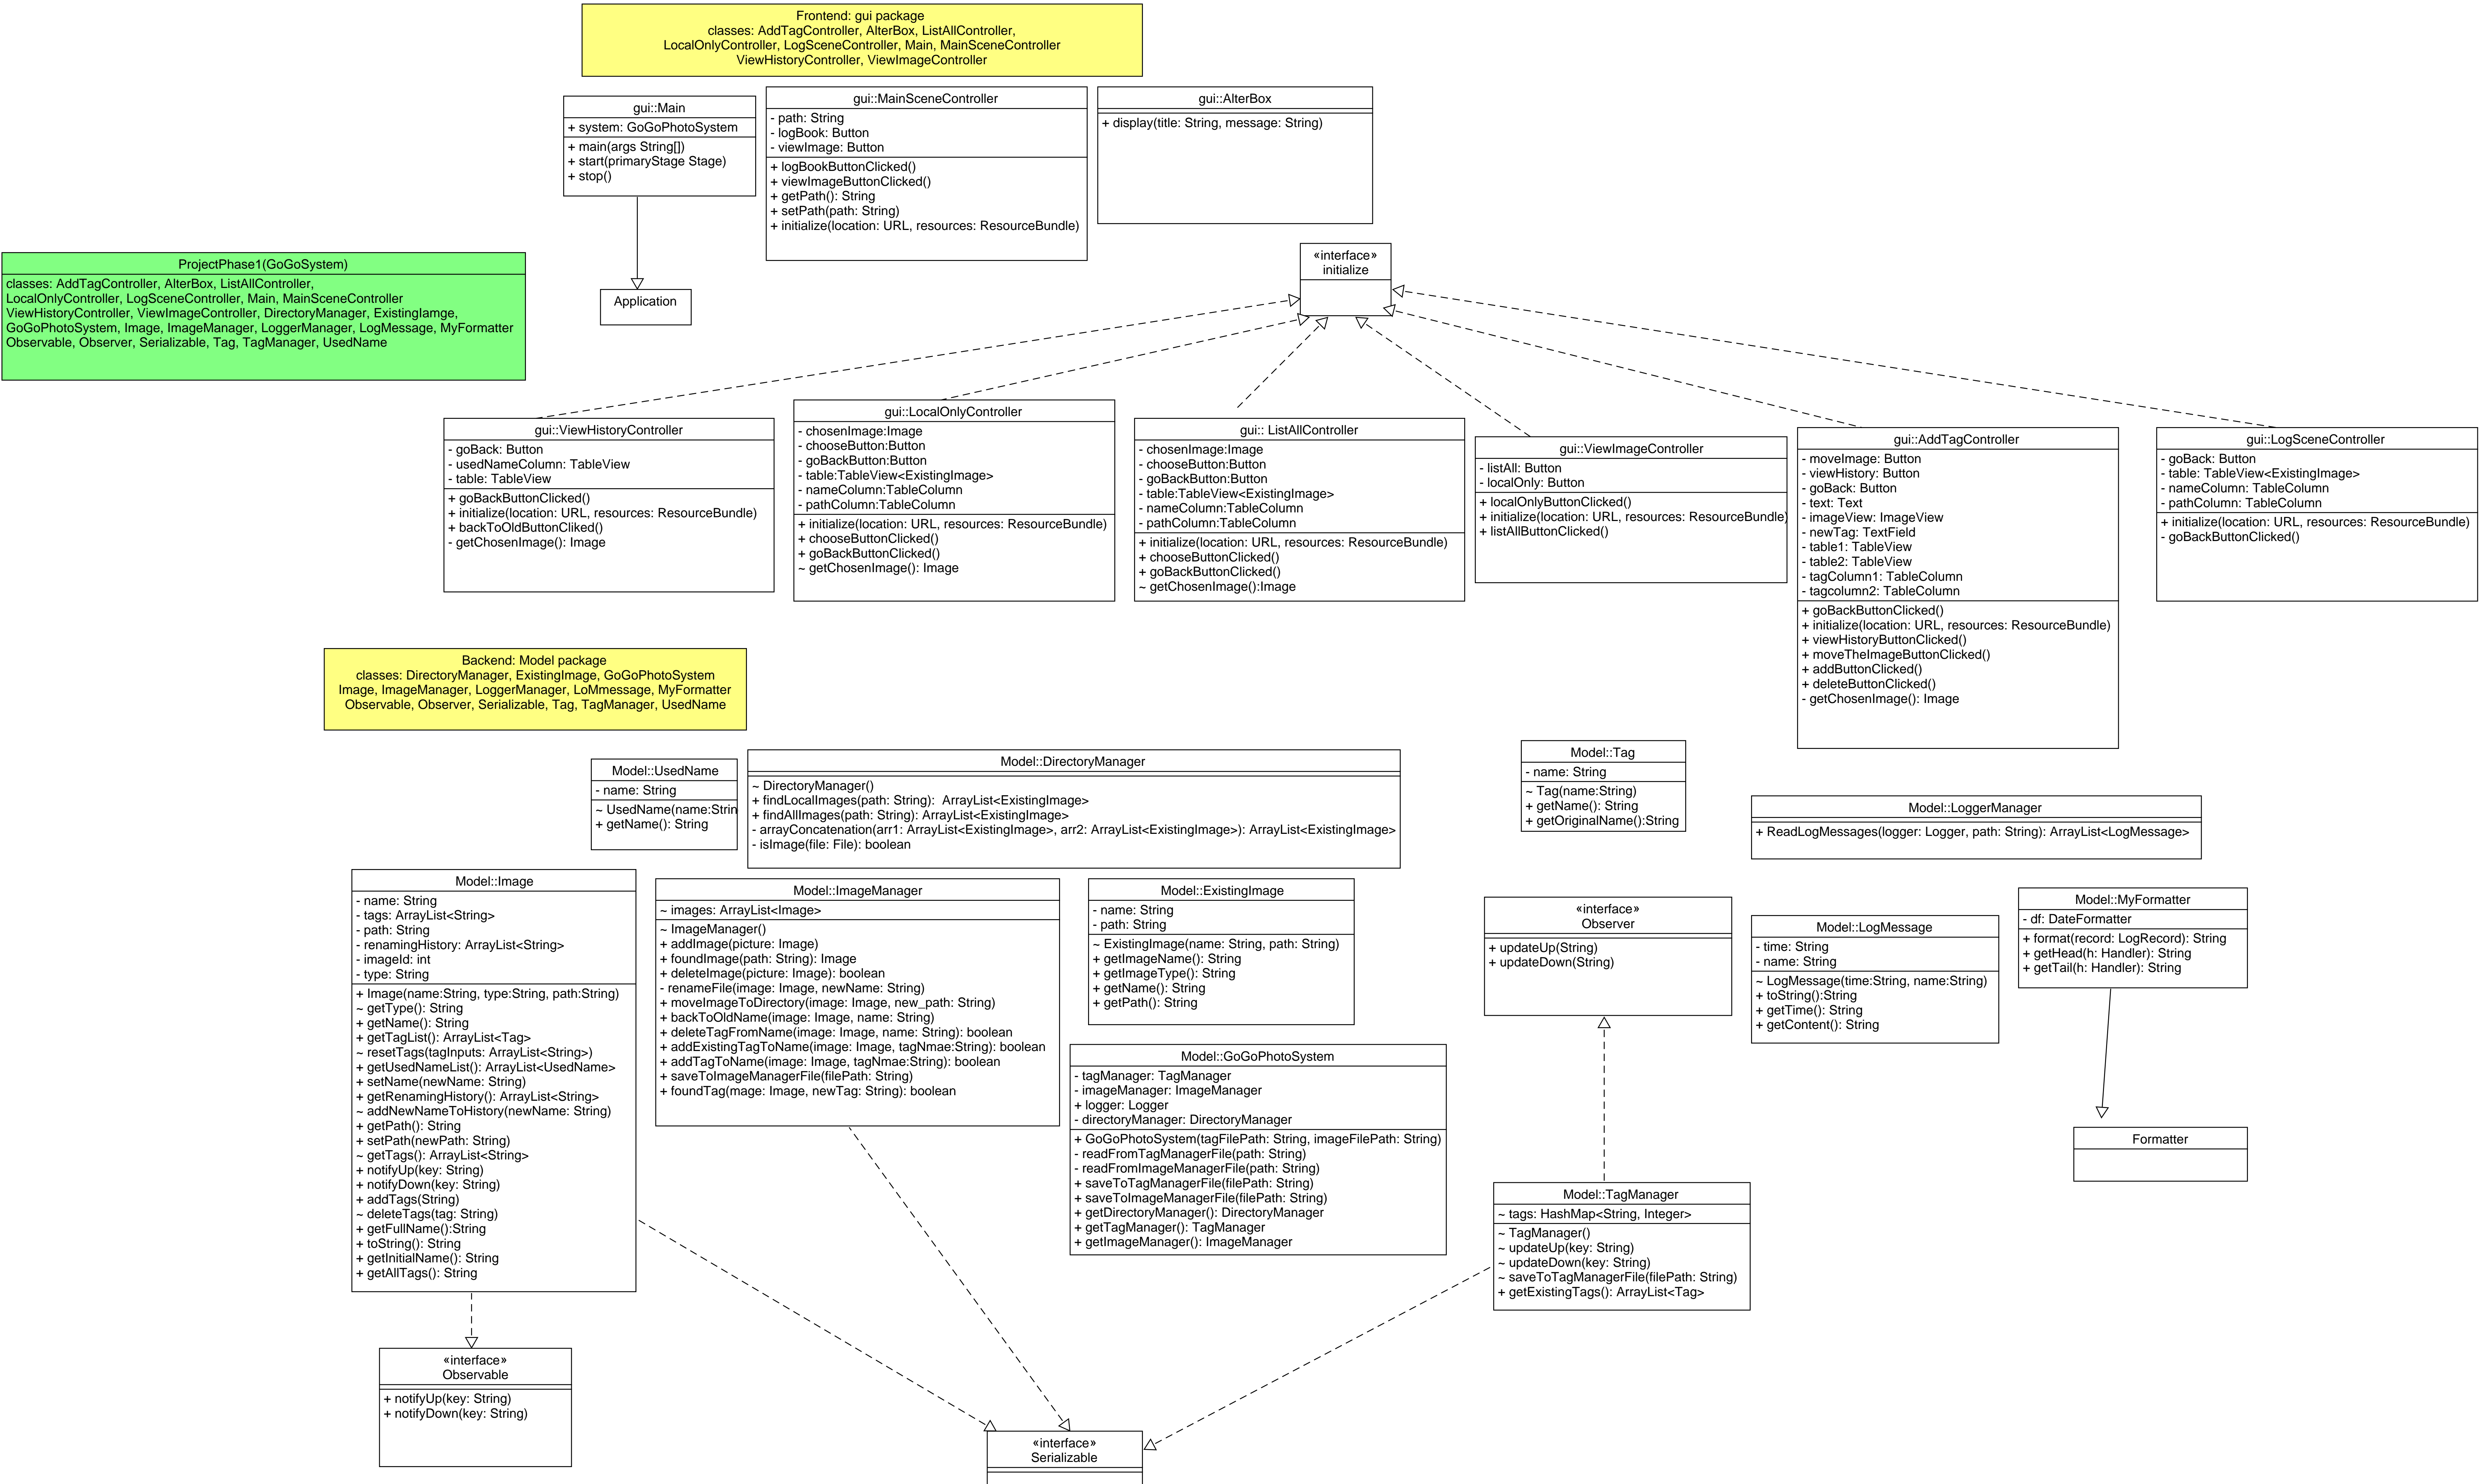 Frontend: gui package
classes: AddTagController, AlterBox, ListAllController,
LocalOnlyController, LogSceneController, Main, MainSceneController
ViewHistoryController, ViewImageController
gui::Main
+ system: GoGoPhotoSystem
+ main(args String[])
+ start(primaryStage Stage)
+ stop()
gui::MainSceneController
- path: String
- logBook: Button
- viewImage: Button
+ logBookButtonClicked()
+ viewImageButtonClicked()
+ getPath(): String
+ setPath(path: String)
+ initialize(location: URL, resources: ResourceBundle)
gui::AlterBox
+ display(title: String, message: String)
ProjectPhase1(GoGoSystem)
classes: AddTagController, AlterBox, ListAllController,
LocalOnlyController, LogSceneController, Main, MainSceneController
ViewHistoryController, ViewImageController, DirectoryManager, ExistingIamge,
GoGoPhotoSystem, Image, ImageManager, LoggerManager, LogMessage, MyFormatter
Observable, Observer, Serializable, Tag, TagManager, UsedName
Application
«interface»
initialize
gui::ViewHistoryController
- goBack: Button
- usedNameColumn: TableView
- table: TableView
+ goBackButtonClicked()
+ initialize(location: URL, resources: ResourceBundle)
+ backToOldButtonCliked()
- getChosenImage(): Image
gui::LocalOnlyController
- chosenImage:Image
- chooseButton:Button
- goBackButton:Button
- table:TableView<ExistingImage>
- nameColumn:TableColumn
- pathColumn:TableColumn
+ initialize(location: URL, resources: ResourceBundle)
+ chooseButtonClicked()
+ goBackButtonClicked()
~ getChosenImage(): Image
gui:: ListAllController
- chosenImage:Image
- chooseButton:Button
- goBackButton:Button
- table:TableView<ExistingImage>
- nameColumn:TableColumn
- pathColumn:TableColumn
+ initialize(location: URL, resources: ResourceBundle)
+ chooseButtonClicked()
+ goBackButtonClicked()
~ getChosenImage():Image
gui::ViewImageController
- listAll: Button
- localOnly: Button
+ localOnlyButtonClicked()
+ initialize(location: URL, resources: ResourceBundle)
+ listAllButtonClicked()
gui::AddTagController
- moveImage: Button
- viewHistory: Button
- goBack: Button
- text: Text
- imageView: ImageView
- newTag: TextField
- table1: TableView
- table2: TableView
- tagColumn1: TableColumn
- tagcolumn2: TableColumn
+ goBackButtonClicked()
+ initialize(location: URL, resources: ResourceBundle)
+ viewHistoryButtonClicked()
+ moveTheImageButtonClicked()
+ addButtonClicked()
+ deleteButtonClicked()
- getChosenImage(): Image
gui::LogSceneController
- goBack: Button
- table: TableView<ExistingImage>
- nameColumn: TableColumn
- pathColumn: TableColumn
+ initialize(location: URL, resources: ResourceBundle)
- goBackButtonClicked()
Backend: Model package
classes: DirectoryManager, ExistingImage, GoGoPhotoSystem
Image, ImageManager, LoggerManager, LoMmessage, MyFormatter
Observable, Observer, Serializable, Tag, TagManager, UsedName
Model::UsedName
- name: String
~ UsedName(name:Strin
+ getName(): String
Model::DirectoryManager
~ DirectoryManager()
+ findLocalImages(path: String):  ArrayList<ExistingImage>
+ findAllImages(path: String): ArrayList<ExistingImage>
- arrayConcatenation(arr1: ArrayList<ExistingImage>, arr2: ArrayList<ExistingImage>): ArrayList<ExistingImage>
- isImage(file: File): boolean
Model::Tag
- name: String
~ Tag(name:String)
+ getName(): String
+ getOriginalName():String
Model::LoggerManager
+ ReadLogMessages(logger: Logger, path: String): ArrayList<LogMessage>
Model::Image
- name: String
- tags: ArrayList<String>
- path: String
- renamingHistory: ArrayList<String>
- imageId: int
- type: String
+ Image(name:String, type:String, path:String)
~ getType(): String
+ getName(): String
+ getTagList(): ArrayList<Tag>
~ resetTags(tagInputs: ArrayList<String>)
+ getUsedNameList(): ArrayList<UsedName>
+ setName(newName: String)
+ getRenamingHistory(): ArrayList<String>
~ addNewNameToHistory(newName: String)
+ getPath(): String
+ setPath(newPath: String)
~ getTags(): ArrayList<String>
+ notifyUp(key: String)
+ notifyDown(key: String)
+ addTags(String)
~ deleteTags(tag: String)
+ getFullName():String
+ toString(): String
+ getInitialName(): String
+ getAllTags(): String
Model::ImageManager
~ images: ArrayList<Image>
~ ImageManager()
+ addImage(picture: Image)
+ foundImage(path: String): Image
+ deleteImage(picture: Image): boolean
- renameFile(image: Image, newName: String)
+ moveImageToDirectory(image: Image, new_path: String)
+ backToOldName(image: Image, name: String)
+ deleteTagFromName(image: Image, name: String): boolean
+ addExistingTagToName(image: Image, tagNmae:String): boolean
+ addTagToName(image: Image, tagNmae:String): boolean
+ saveToImageManagerFile(filePath: String)
+ foundTag(mage: Image, newTag: String): boolean
Model::ExistingImage
- name: String
- path: String
~ ExistingImage(name: String, path: String)
+ getImageName(): String
+ getImageType(): String
+ getName(): String
+ getPath(): String
«interface»
Observer
+ updateUp(String)
+ updateDown(String)
Model::LogMessage
- time: String
- name: String
~ LogMessage(time:String, name:String)
+ toString():String
+ getTime(): String
+ getContent(): String
Model::MyFormatter
- df: DateFormatter
+ format(record: LogRecord): String
+ getHead(h: Handler): String
+ getTail(h: Handler): String
Model::GoGoPhotoSystem
- tagManager: TagManager
- imageManager: ImageManager
+ logger: Logger
- directoryManager: DirectoryManager
+ GoGoPhotoSystem(tagFilePath: String, imageFilePath: String)
- readFromTagManagerFile(path: String)
- readFromImageManagerFile(path: String)
+ saveToTagManagerFile(filePath: String)
+ saveToImageManagerFile(filePath: String)
+ getDirectoryManager(): DirectoryManager
+ getTagManager(): TagManager
+ getImageManager(): ImageManager
Formatter
Model::TagManager
~ tags: HashMap<String, Integer>
~ TagManager()
~ updateUp(key: String)
~ updateDown(key: String)
~ saveToTagManagerFile(filePath: String)
+ getExistingTags(): ArrayList<Tag>
«interface»
Observable
+ notifyUp(key: String)
+ notifyDown(key: String)
«interface»
Serializable